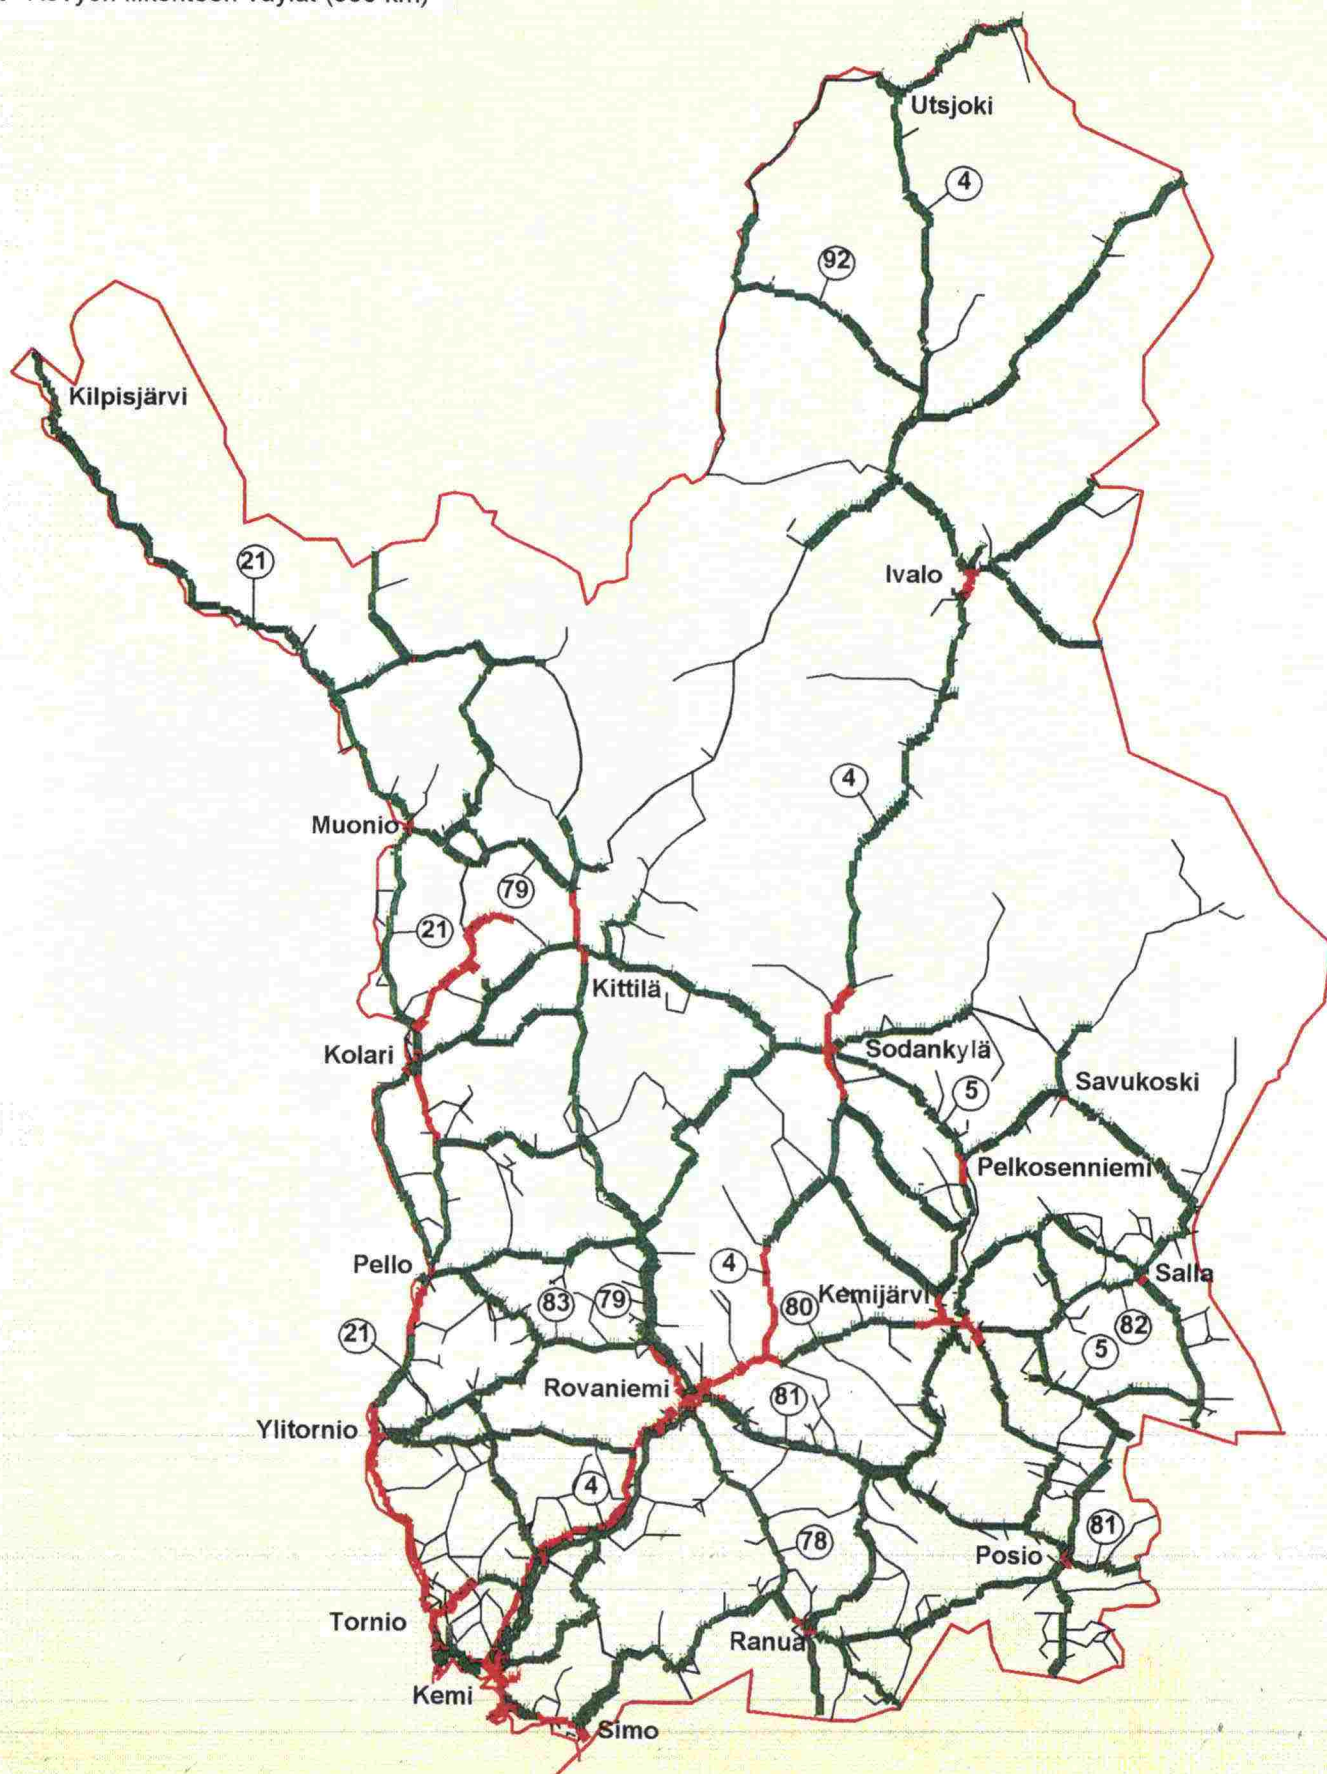 Utsjoki
4
92
Kilpisjärvi
21
Ivalo
4
Muonio
79
21
Kittilä
Kolari
Sodankylä
Savukoski
5
Pelkosenniemi
Pello
4
Salla
83
79
80
Kemijärvi
82
21
5
Rovaniemi
81
Ylitornio
4
78
81
Posio
Tornio
Ranua
Kemi
Simo